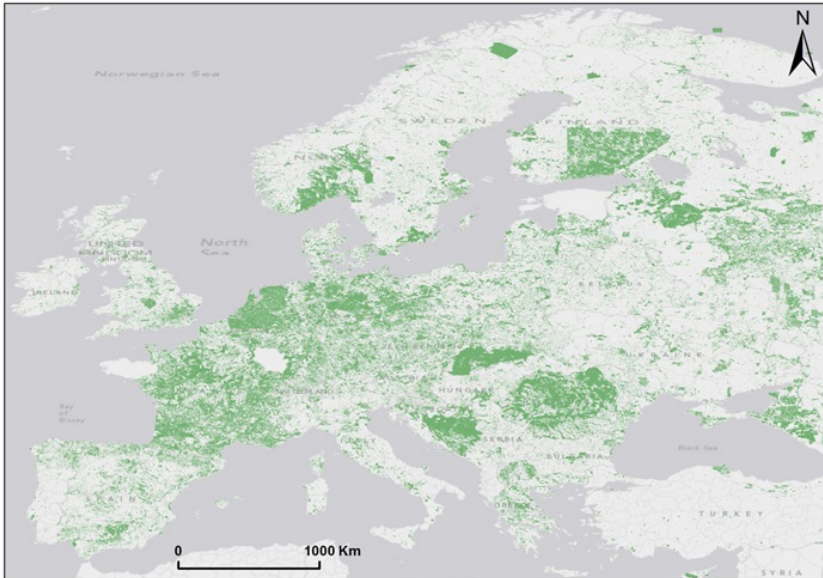 N
Norwegian Sea
SWEDEN
FINLAND
UNITED
KINGDOM
North
Sea
IRELAND
BELARUS
UKRAINE
HUNGARY
Bay
of
Biscay
ITALY
SERBIA
BULGARIA
Black Sea
SPAIN
TURKEY
SYRIA
0
1000 Km